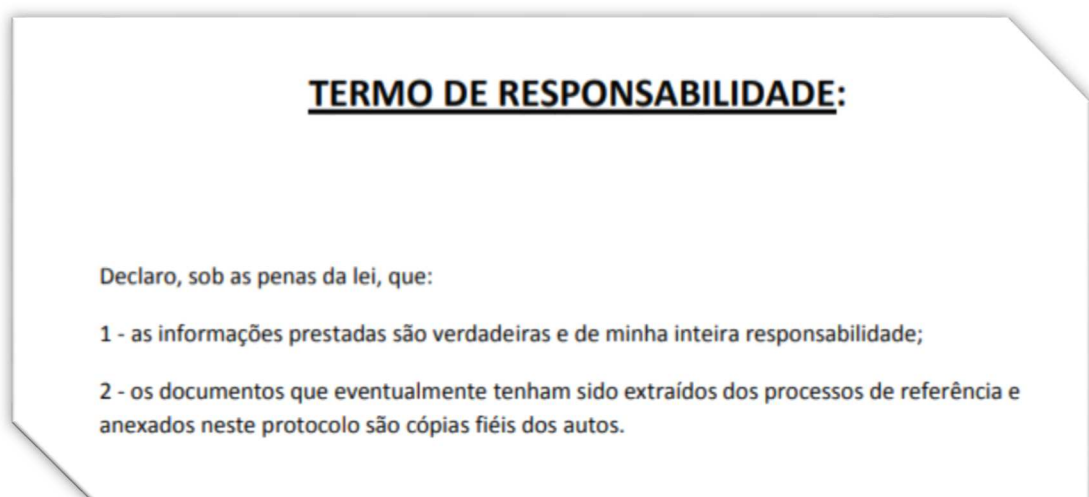 TERMO DE RESPONSABILIDADE:
Declaro, sob as penas da lei, que:
1 - as informações prestadas são verdadeiras e de minha inteira responsabilidade;
2 - os documentos que eventualmente tenham sido extraídos dos processos de referência e
anexados neste protocolo são cópias fiéis dos autos.